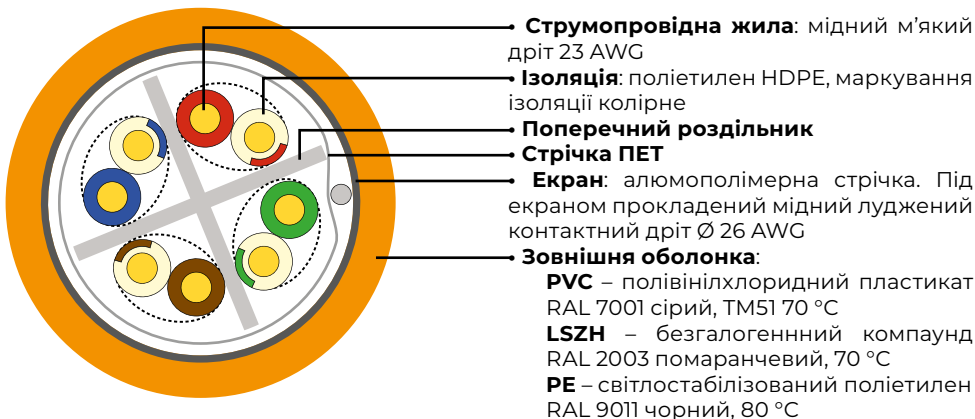 • Струмопровідна жила: мідний м’який
дріт 23 AWG
• Ізоляція: поліетилен HDPE, маркування
ізоляції колірне
• Поперечний роздільник
• Стрічка ПЕТ
• Екран: алюмополімерна стрічка. Під
екраном прокладений мідний луджений
контактний дріт Ø 26 AWG
• Зовнішня оболонка:
PVC – полівінілхлоридний пластикат
RAL 7001 сірий, ТМ51 70 °C
LSZH – безгалогеннний компаунд
RAL 2003 помаранчевий, 70 °C
PE – світлостабілізований поліетилен
RAL 9011 чорний, 80 °C